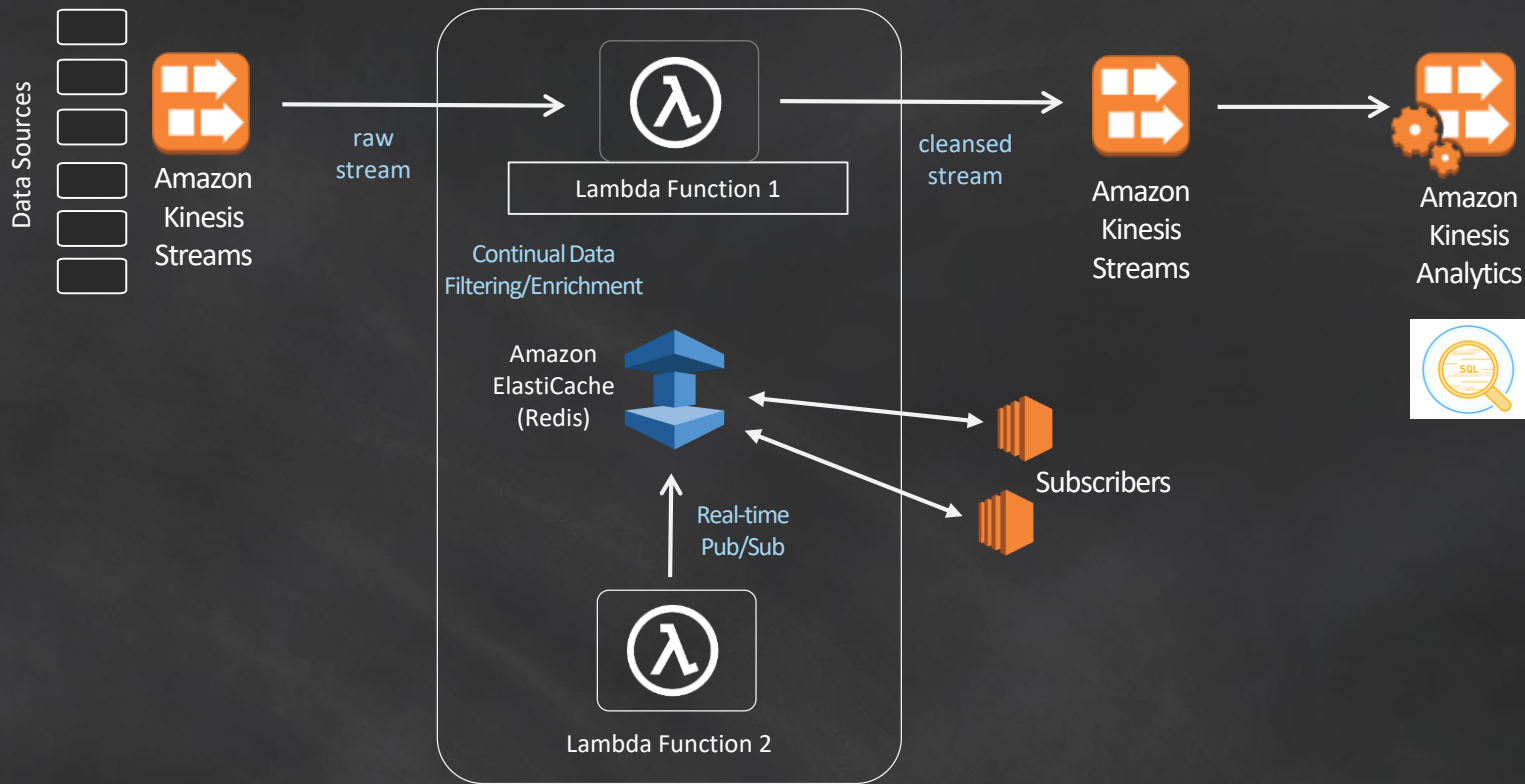 Data Sources
Amazon
Kinesis
Streams
raw
stream
λ
Lambda Function 1
cleansed
stream
Amazon
Kinesis
Streams
Amazon
Kinesis
Analytics
SQL
Continual Data
Filtering/Enrichment
Amazon
ElastiCache
(Redis)
Subscribers
Real-time
Pub/Sub
λ
Lambda Function 2